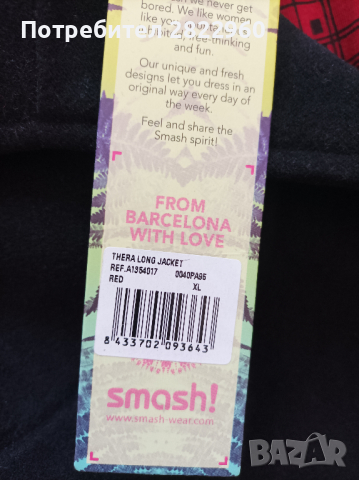 Потребител 2822960
bored. We like women
and fun.
Our unique and fresh
designs let you dress in an
original way every day of
the week.
Feel and share the
Smash spirit!
FROM
BARCELONA
WITH LOVE
THERA LONG JACKET
REF.A1354017 0040PA96
RED XL
8 433702 093643
smash!
www.smash-wear.com
BAZAR